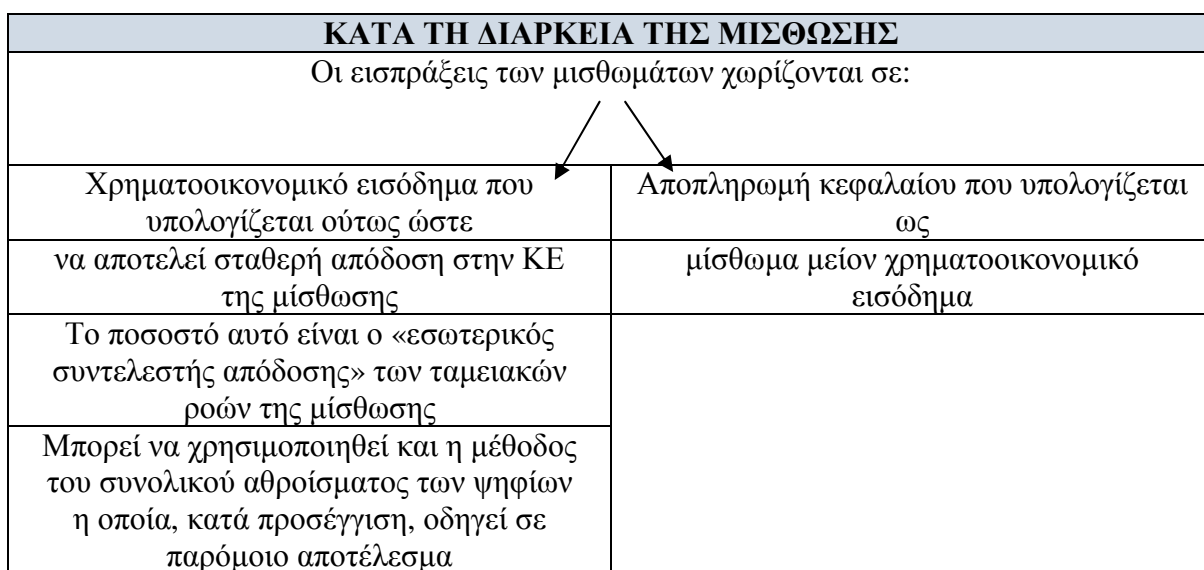 ΚΑΤΑ ΤΗ ΔΙΑΡΚΕΙΑ ΤΗΣ ΜΙΣΘΩΣΗΣ
Οι εισπράξεις των μισθωμάτων χωρίζονται σε:
Χρηματοοικονομικό εισόδημα που
υπολογίζεται ούτως ώστε
να αποτελεί σταθερή απόδοση στην ΚΕ
της μίσθωσης
Το ποσοστό αυτό είναι ο «εσωτερικός
συντελεστής απόδοσης» των ταμειακών
ροών της μίσθωσης
Μπορεί να χρησιμοποιηθεί και η μέθοδος
του συνολικού αθροίσματος των ψηφίων
η οποία, κατά προσέγγιση, οδηγεί σε
παρόμοιο αποτέλεσμα
Αποπληρωμή κεφαλαίου που υπολογίζεται
ως
μίσθωμα μείον χρηματοοικονομικό
εισόδημα